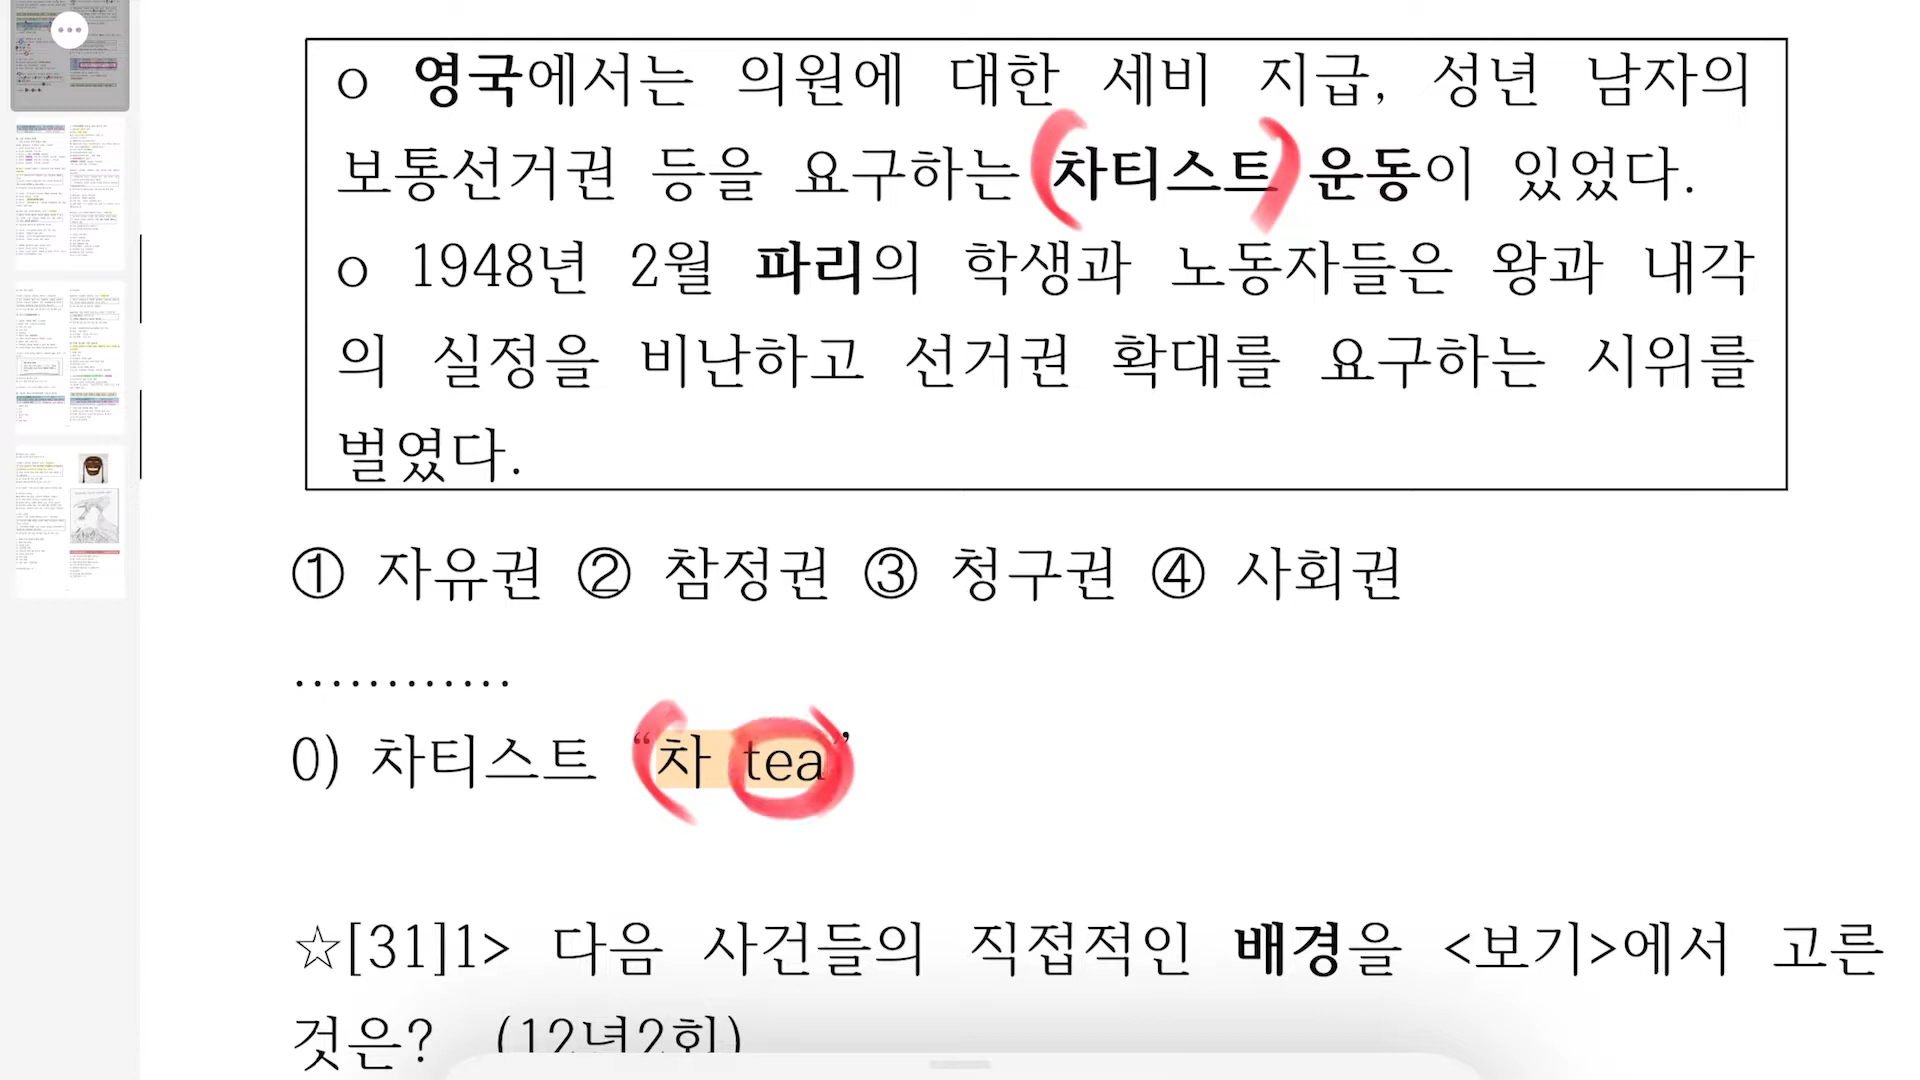 o 영국에서는 의원에 대한 세비 지급, 성년 남자의
보통선거권 등을 요구하는 차티스트 운동이 있었다.
o 1948년 2월 파리의 학생과 노동자들은 왕과 내각
의 실정을 비난하고 선거권 확대를 요구하는 시위를
벌였다.
① 자유권 ② 참정권 ③ 청구권 ④ 사회권
............
0) 차티스트 “차 tea”
☆[31]1> 다음 사건들의 직접적인 배경을 <보기>에서 고른
것은? (12년2회)